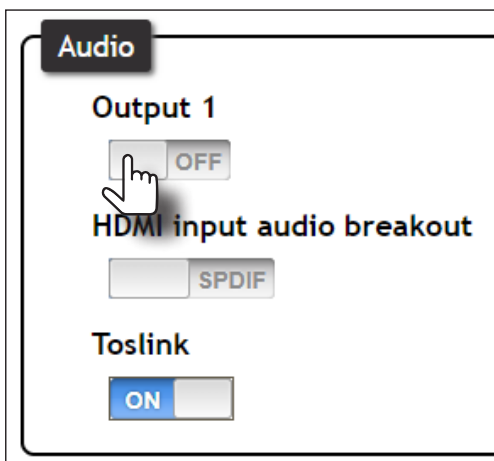 Audio
Output 1
OFF
HDMI input audio breakout
SPDIF
Toslink
ON